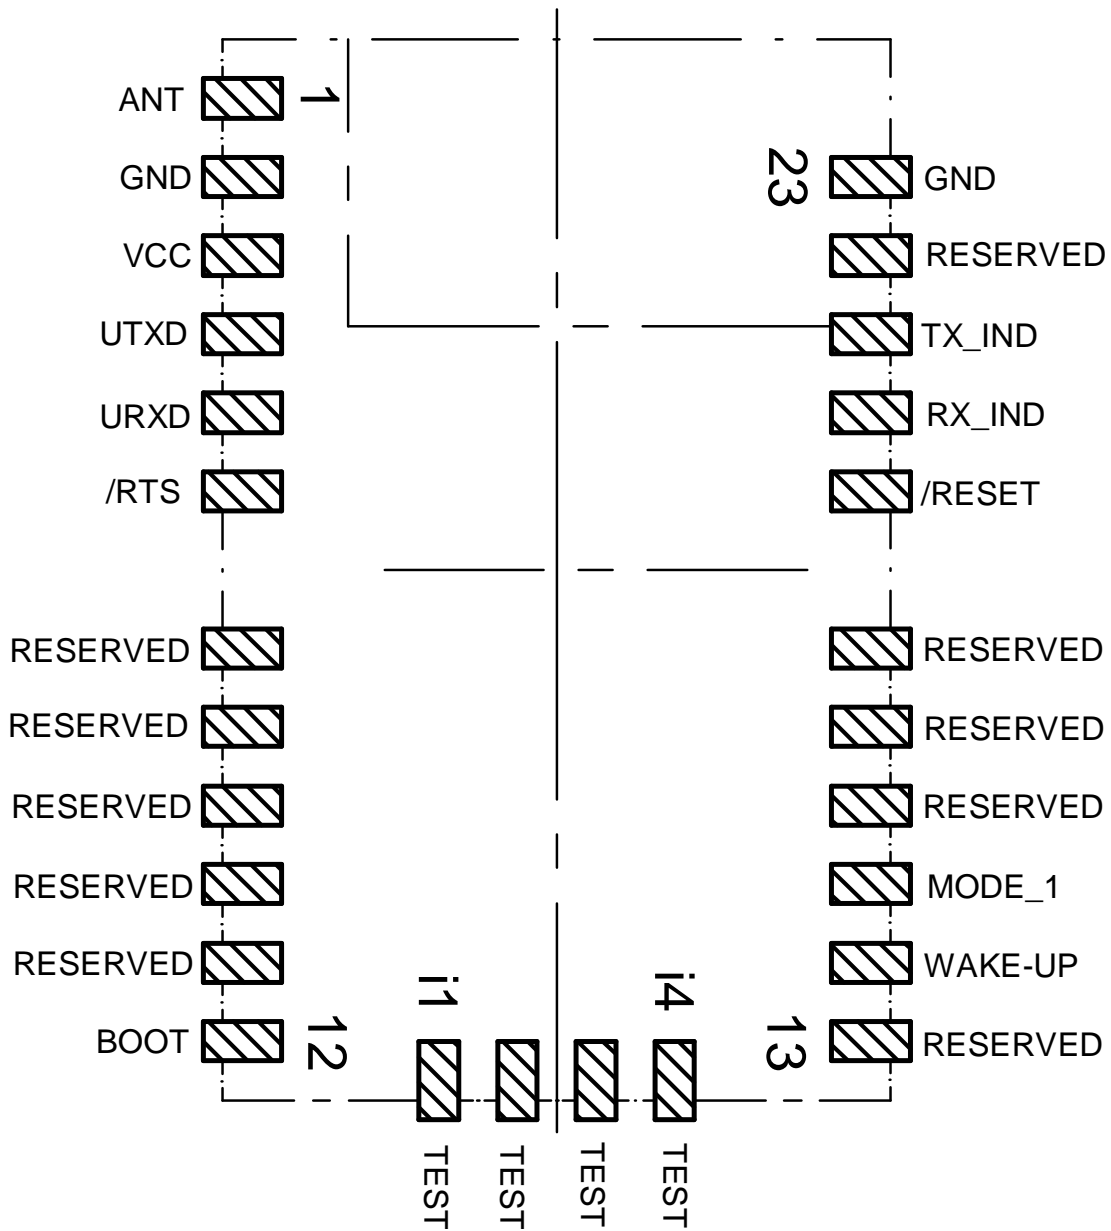 ANT
1
GND
23
GND
VCC
RESERVED
UTXD
TX_IND
URXD
RX_IND
/RTS
/RESET
RESERVED
RESERVED
RESERVED
RESERVED
RESERVED
RESERVED
RESERVED
MODE_1
RESERVED
WAKE-UP
i1
i4
BOOT
12
13
RESERVED
TEST
TEST
TEST
TEST